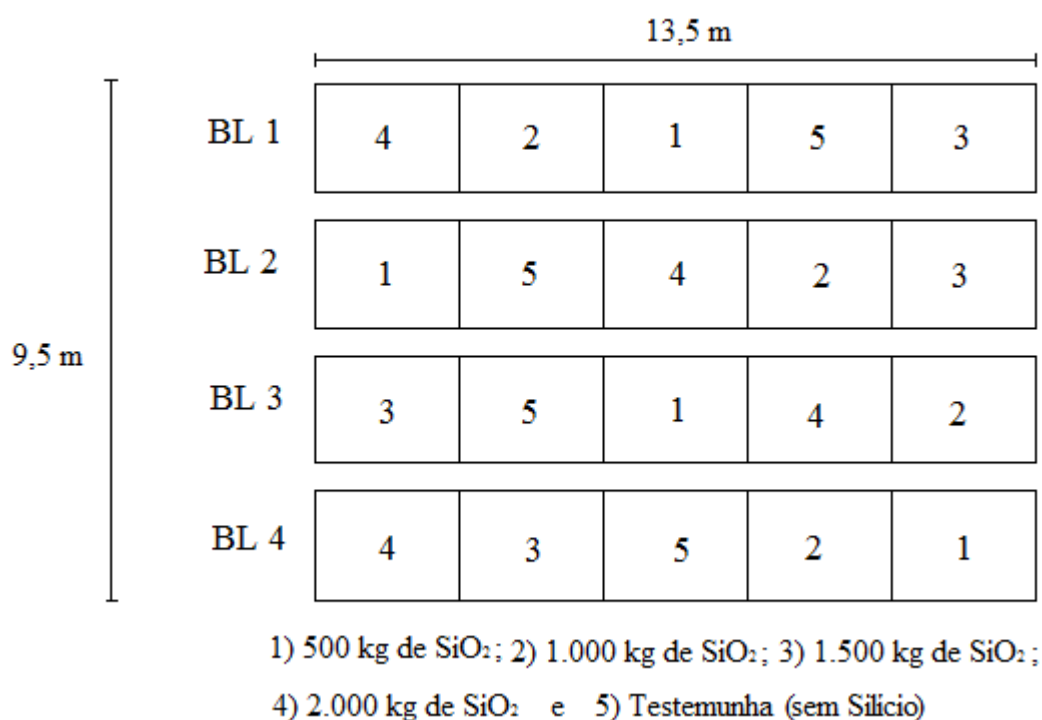 13,5 m
BL 1 4 2 1 5 3
BL 2 1 5 4 2 3
9,5 m
BL 3 3 5 1 4 2
BL 4 4 3 5 2 1
1) 500 kg de SiO₂; 2) 1.000 kg de SiO₂; 3) 1.500 kg de SiO₂;
4) 2.000 kg de SiO₂ e 5) Testemunha (sem Silício)